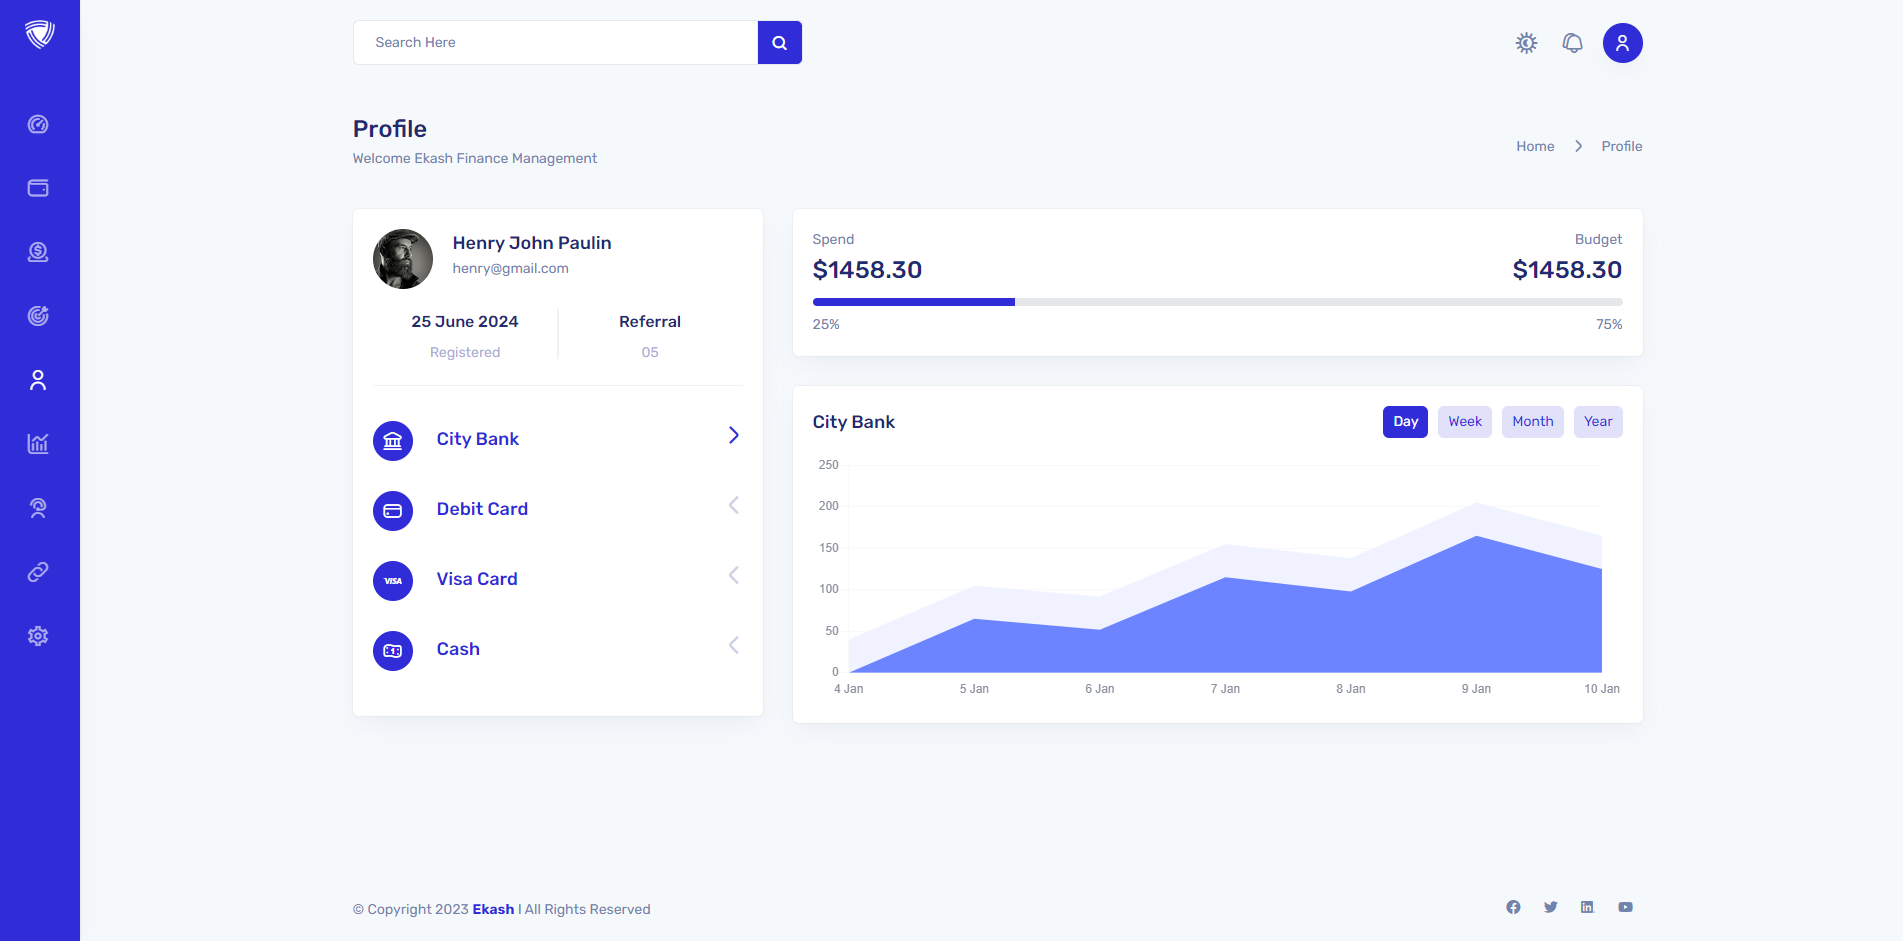 Search Here
Profile
Welcome Ekash Finance Management
Home
Profile
Henry John Paulin
henry@gmail.com
25 June 2024
Registered
Referral
05
City Bank
Debit Card
VISA
Visa Card
Cash
Spend
$1458.30
Budget
$1458.30
25%
75%
City Bank
Day
Week
Month
Year
250
200
150
100
50
0
4 Jan
5 Jan
6 Jan
7 Jan
8 Jan
9 Jan
10 Jan
© Copyright 2023 Ekash I All Rights Reserved